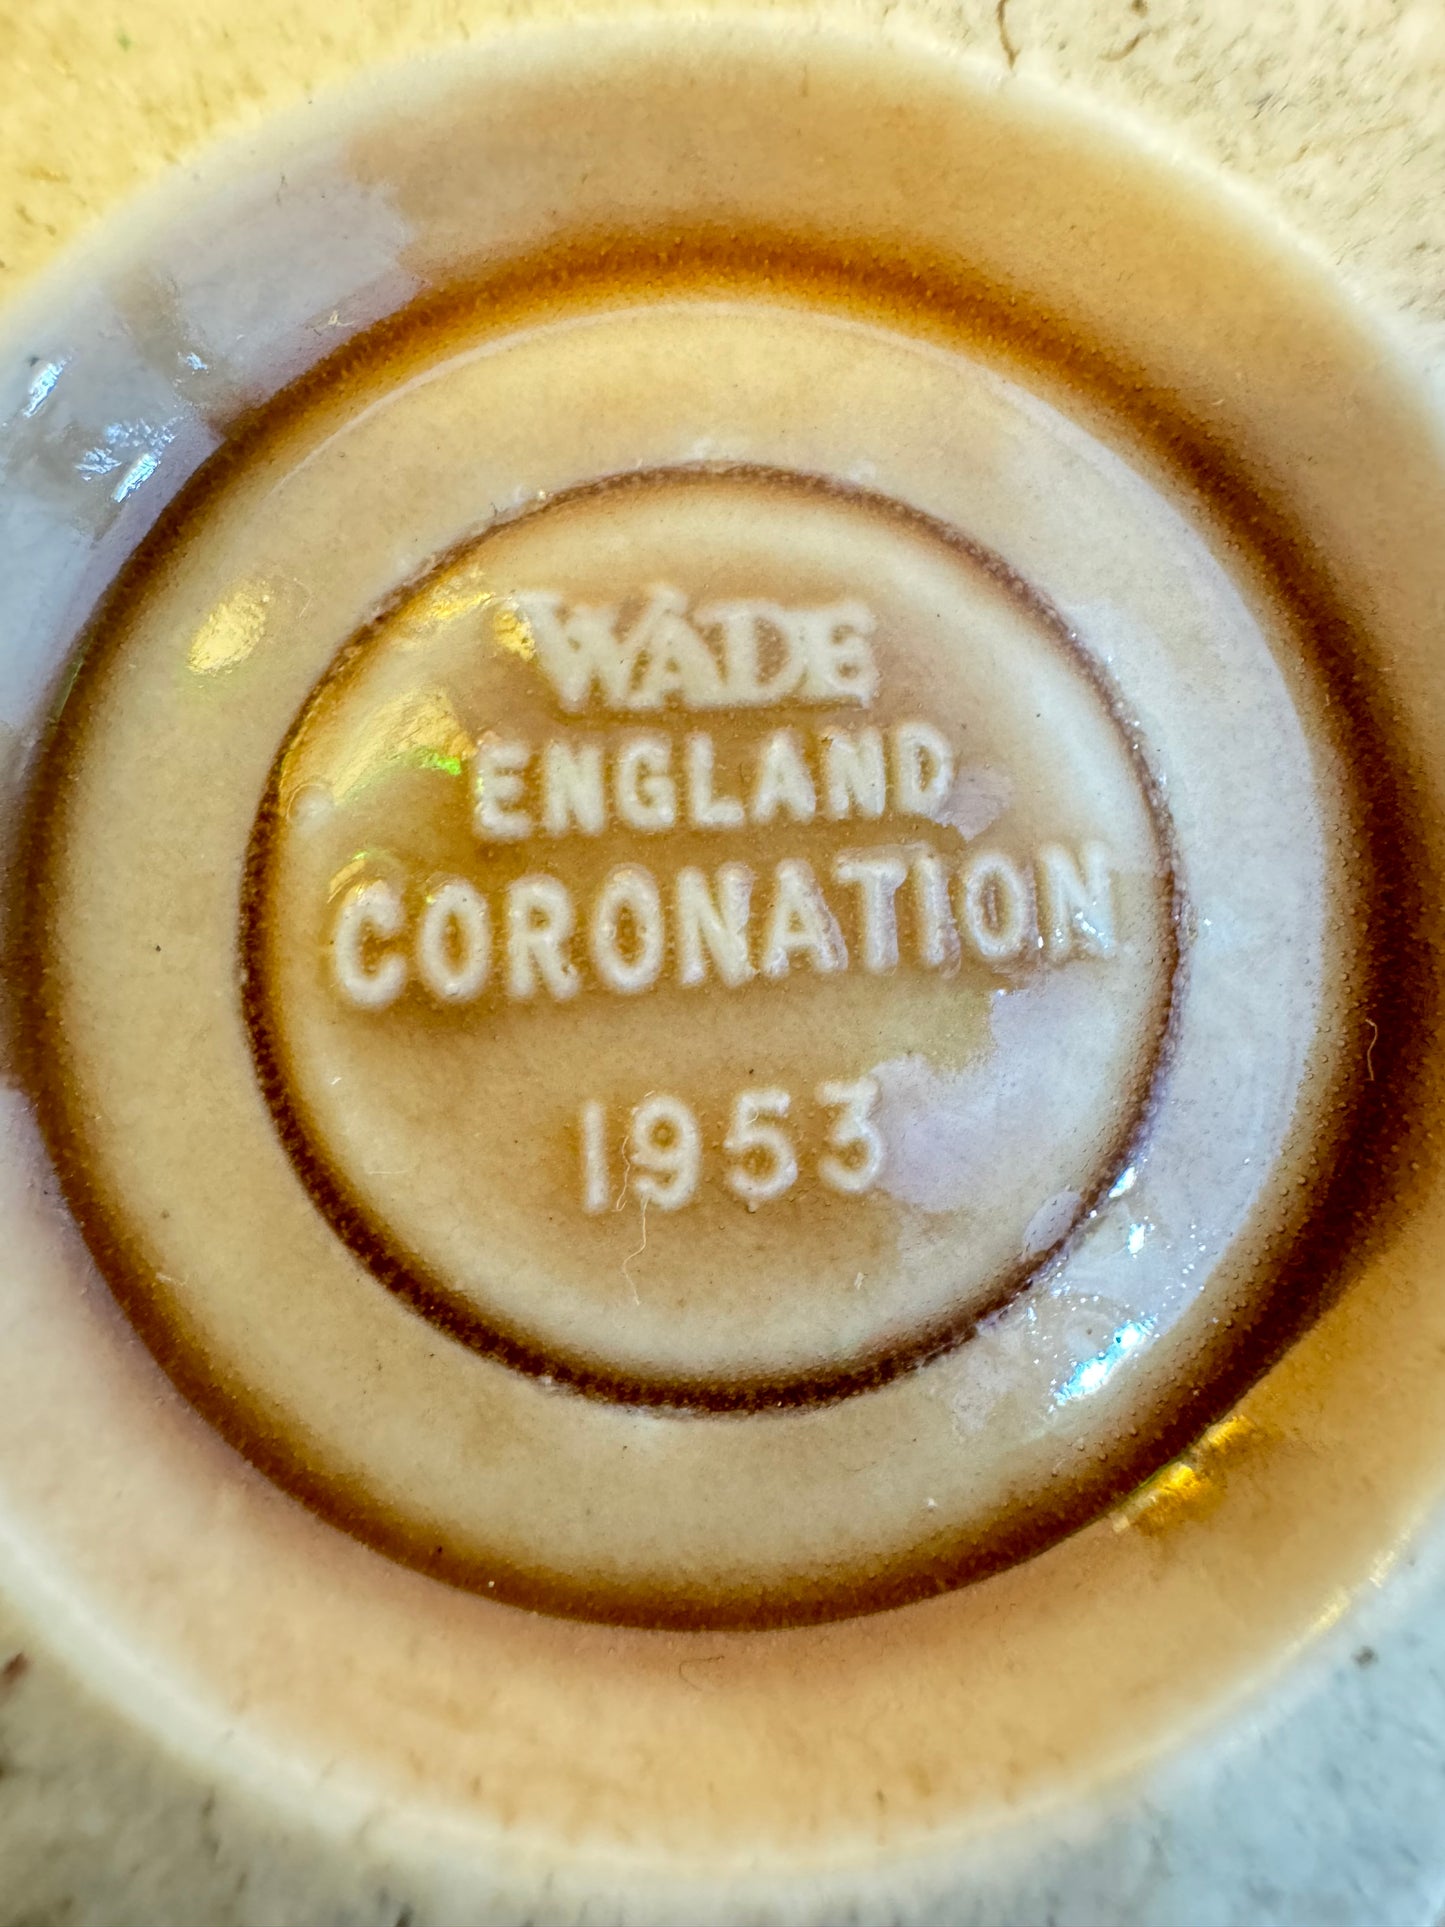 WADE
ENGLAND
CORONATION
1953